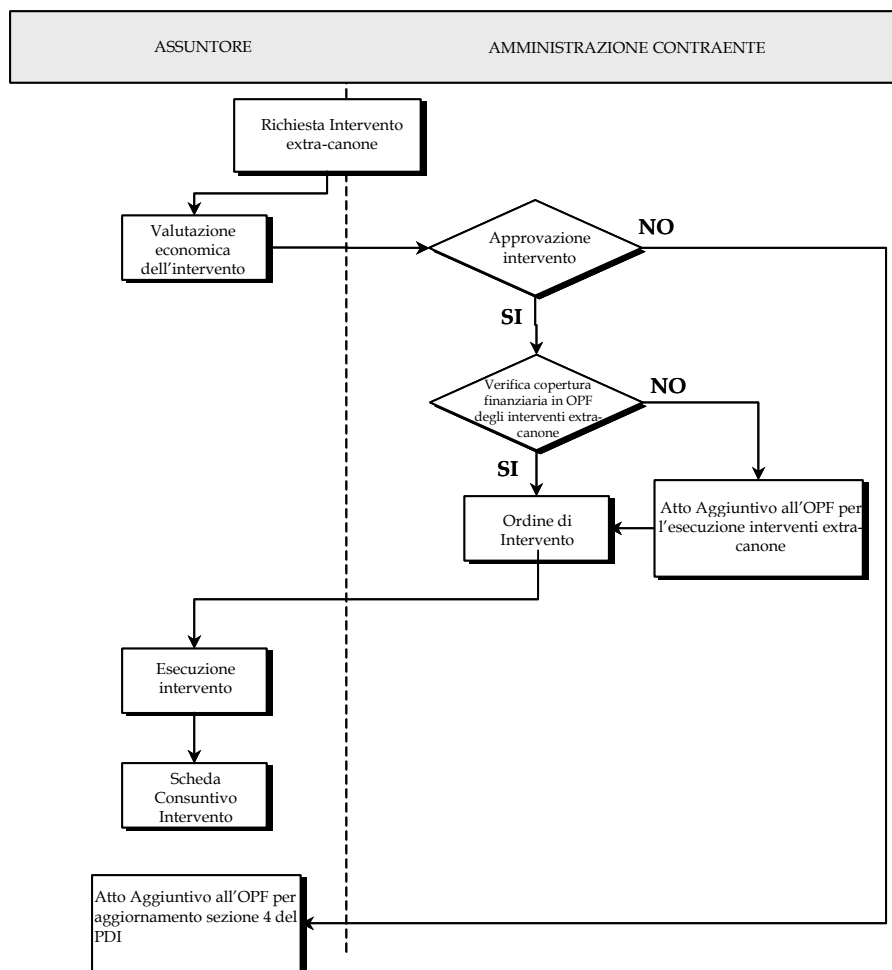 ASSUNTORE
AMMINISTRAZIONE CONTRAENTE
Richiesta Intervento
extra-canone
Valutazione
economica
dell'intervento
Approvazione
intervento
NO
SI
Verifica copertura
finanziaria in OPF
degli interventi extra-
canone
NO
SI
Ordine di
Intervento
Atto Aggiuntivo all'OPF per
l'esecuzione interventi extra-
canone
Esecuzione
intervento
Scheda
Consuntivo
Intervento
Atto Aggiuntivo all'OPF per
aggiornamento sezione 4 del
PDI